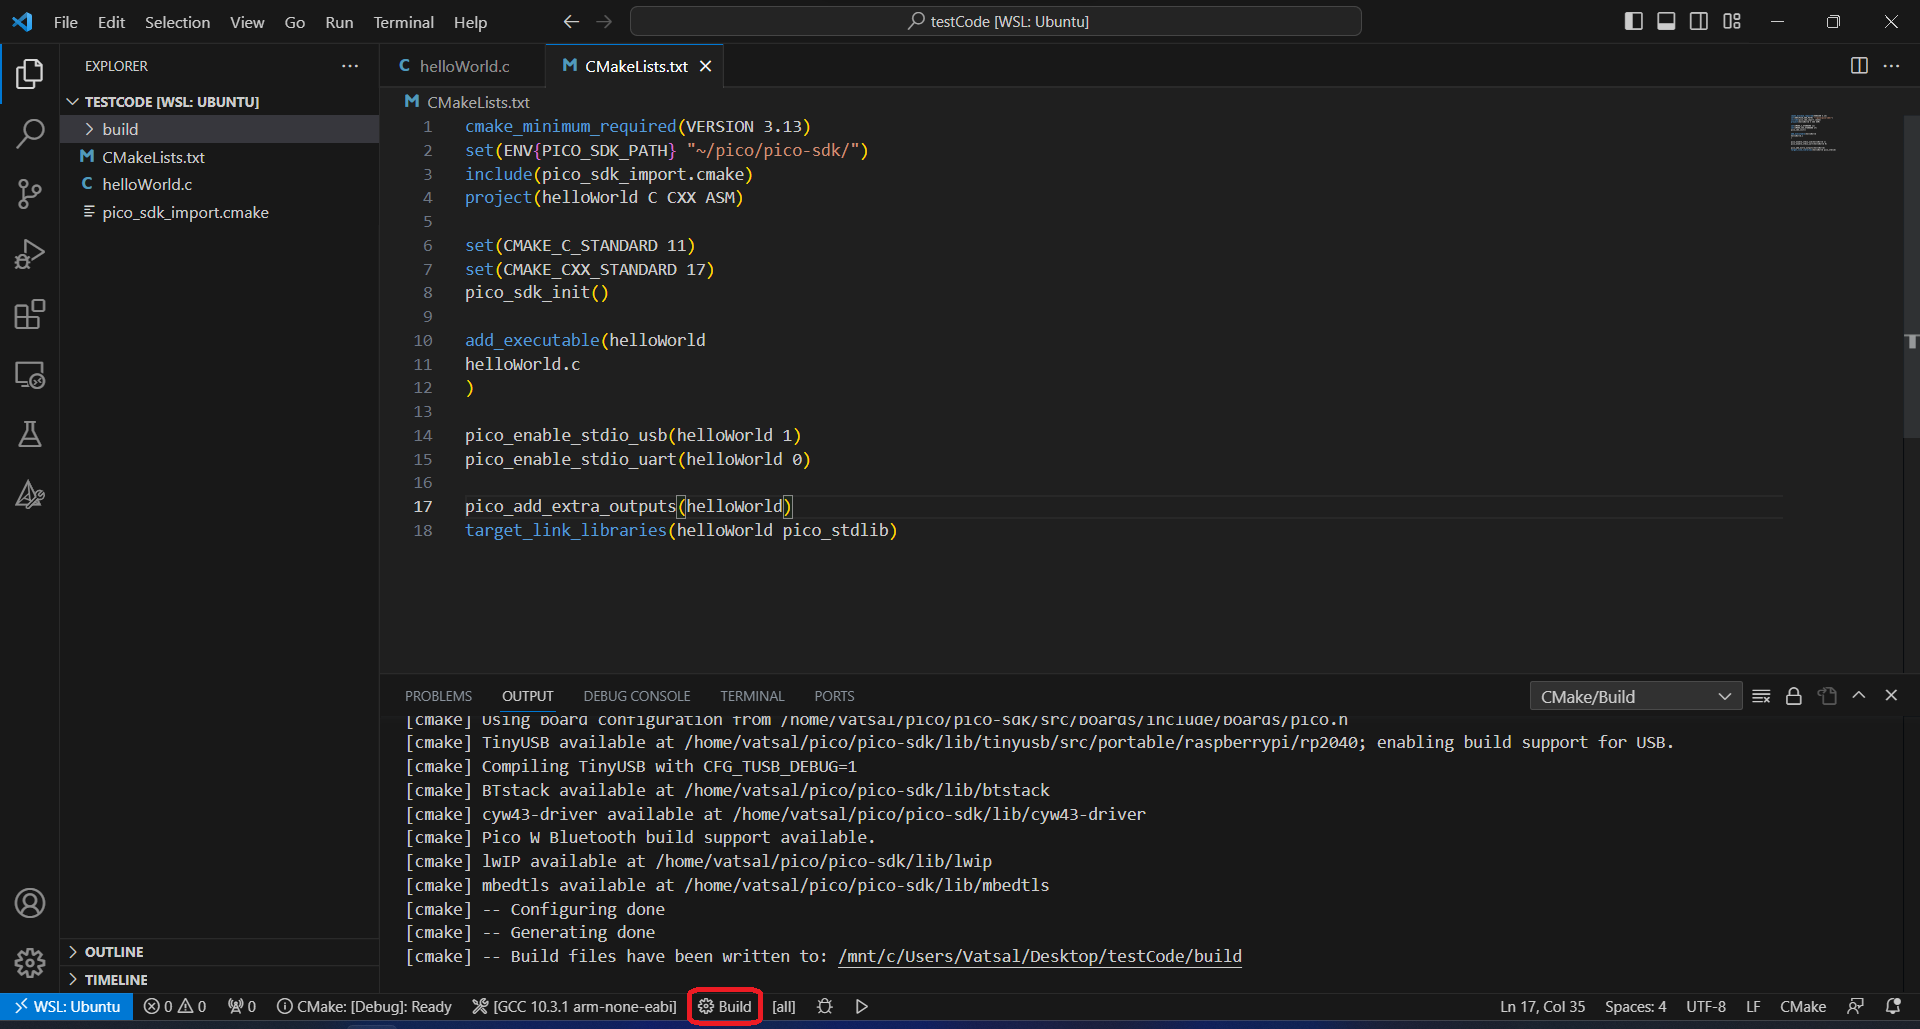 File Edit Selection View Go Run Terminal Help
testCode [WSL: Ubuntu]
EXPLORER
TESTCODE [WSL: UBUNTU]
build
CMakeLists.txt
helloWorld.c
pico_sdk_import.cmake
OUTLINE
TIMELINE
helloWorld.c CMakeLists.txt
CMakeLists.txt
1 cmake_minimum_required(VERSION 3.13)
2 set(ENV{PICO_SDK_PATH} "~/pico/pico-sdk/")
3 include(pico_sdk_import.cmake)
4 project(helloWorld C CXX ASM)
5
6 set(CMAKE_C_STANDARD 11)
7 set(CMAKE_CXX_STANDARD 17)
8 pico_sdk_init()
9
10 add_executable(helloWorld
11 helloWorld.c
12 )
13
14 pico_enable_stdio_usb(helloWorld 1)
15 pico_enable_stdio_uart(helloWorld 0)
16
17 pico_add_extra_outputs(helloWorld)
18 target_link_libraries(helloWorld pico_stdlib)
PROBLEMS OUTPUT DEBUG CONSOLE TERMINAL PORTS
CMake/Build
[cmake] Using board configuration from /home/vatsal/pico/pico-sdk/src/boards/include/boards/pico.h
[cmake] TinyUSB available at /home/vatsal/pico/pico-sdk/lib/tinyusb/src/portable/raspberrypi/rp2040; enabling build support for USB.
[cmake] Compiling TinyUSB with CFG_TUSB_DEBUG=1
[cmake] BTstack available at /home/vatsal/pico/pico-sdk/lib/btstack
[cmake] cyw43-driver available at /home/vatsal/pico/pico-sdk/lib/cyw43-driver
[cmake] Pico W Bluetooth build support available.
[cmake] lwIP available at /home/vatsal/pico/pico-sdk/lib/lwip
[cmake] mbedtls available at /home/vatsal/pico/pico-sdk/lib/mbedtls
[cmake] -- Configuring done
[cmake] -- Generating done
[cmake] -- Build files have been written to: /mnt/c/Users/Vatsal/Desktop/testCode/build
WSL: Ubuntu 0 0 0 CMake: [Debug]: Ready [GCC 10.3.1 arm-none-eabi] Build [all] Ln 17, Col 35 Spaces: 4 UTF-8 LF CMake